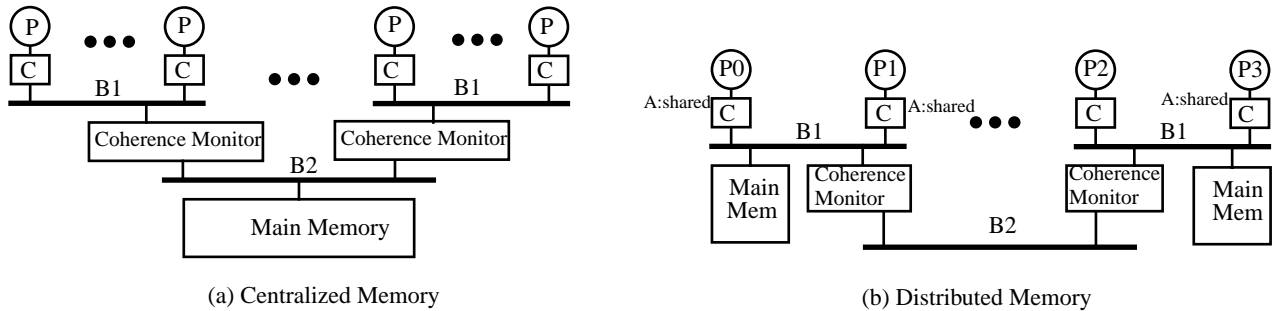 P P P P
C C C C
B1 B1
Coherence Monitor Coherence Monitor
B2
Main Memory
(a) Centralized Memory
P0 P1 P2 P3
A:shared A:shared A:shared
C C C C
B1 B1
Main Mem
Coherence Monitor
Coherence Monitor
Main Mem
B2
(b) Distributed Memory